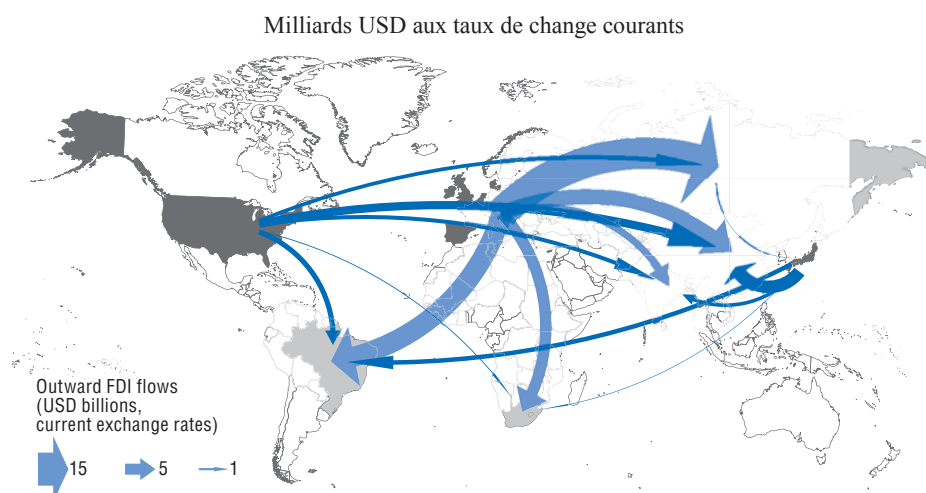 Milliards USD aux taux de change courants
Outward FDI flows
(USD billions,
current exchange rates)
15 5 1